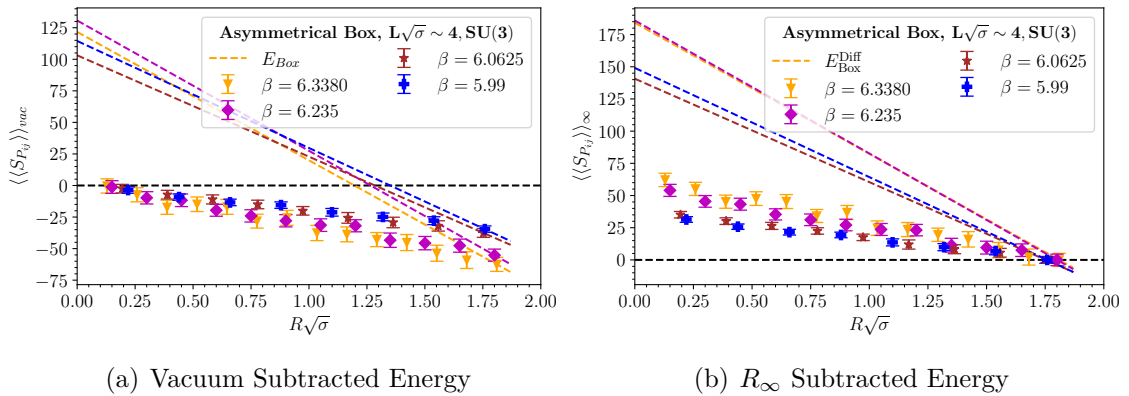 Asymmetrical Box, L√σ ∼ 4, SU(3)
E_{Box}
β = 6.3380
β = 6.235
β = 6.0625
β = 5.99
⟨⟨S_{P_{ij}}⟩⟩_{vac}
125
100
75
50
25
0
−25
−50
−75
0.00 0.25 0.50 0.75 1.00 1.25 1.50 1.75 2.00
R√σ
(a) Vacuum Subtracted Energy
Asymmetrical Box, L√σ ∼ 4, SU(3)
E_{Box}^{Diff}
β = 6.3380
β = 6.235
β = 6.0625
β = 5.99
⟨⟨S_{P_{ij}}⟩⟩_∞
175
150
125
100
75
50
25
0
0.00 0.25 0.50 0.75 1.00 1.25 1.50 1.75 2.00
R√σ
(b) R_∞ Subtracted Energy